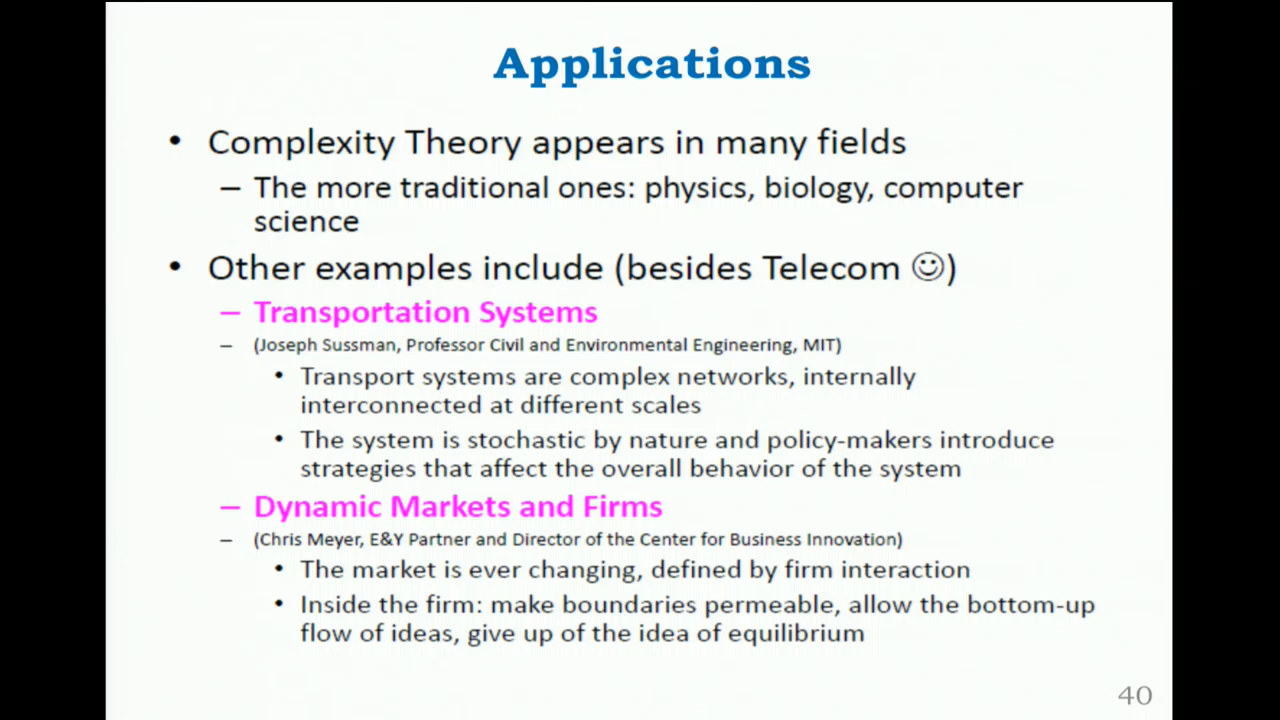 Applications
• Complexity Theory appears in many fields
– The more traditional ones: physics, biology, computer
science
• Other examples include (besides Telecom ☺)
– Transportation Systems
– (Joseph Sussman, Professor Civil and Environmental Engineering, MIT)
• Transport systems are complex networks, internally
interconnected at different scales
• The system is stochastic by nature and policy-makers introduce
strategies that affect the overall behavior of the system
– Dynamic Markets and Firms
– (Chris Meyer, E&Y Partner and Director of the Center for Business Innovation)
• The market is ever changing, defined by firm interaction
• Inside the firm: make boundaries permeable, allow the bottom-up
flow of ideas, give up of the idea of equilibrium
40